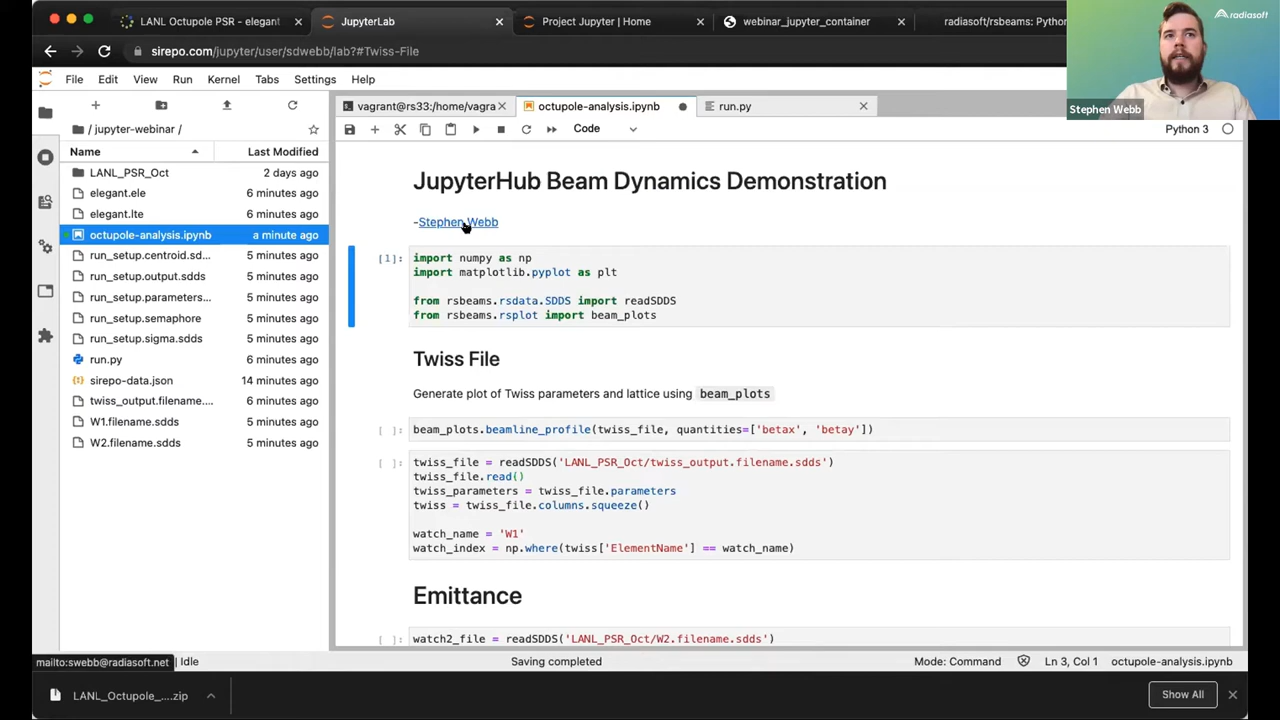 LANL Octupole PSR - elegant
JupyterLab
Project Jupyter | Home
webinar_jupyter_container
radiasoft/rsbeams: Python
radiasoft
sirepo.com/jupyter/user/sdwebb/lab?#Twiss-File
Stephen Webb
File Edit View Run Kernel Tabs Settings Help
vagrant@rs33:/home/vagra
octupole-analysis.ipynb
run.py
/ jupyter-webinar /
Code
Python 3
Name Last Modified
LANL_PSR_Oct 2 days ago
elegant.ele 6 minutes ago
elegant.lte 6 minutes ago
octupole-analysis.ipynb a minute ago
run_setup.centroid.sd... 5 minutes ago
run_setup.output.sdds 5 minutes ago
run_setup.parameters... 5 minutes ago
run_setup.semaphore 5 minutes ago
run_setup.sigma.sdds 5 minutes ago
run.py 6 minutes ago
sirepo-data.json 14 minutes ago
twiss_output.filename.... 6 minutes ago
W1.filename.sdds 5 minutes ago
W2.filename.sdds 5 minutes ago
JupyterHub Beam Dynamics Demonstration
-Stephen Webb
[1]: import numpy as np
import matplotlib.pyplot as plt
from rsbeams.rsdata.SDDS import readSDDS
from rsbeams.rsplot import beam_plots
Twiss File
Generate plot of Twiss parameters and lattice using beam_plots
[ ]: beam_plots.beamline_profile(twiss_file, quantities=['betax', 'betay'])
[ ]: twiss_file = readSDDS('LANL_PSR_Oct/twiss_output.filename.sdds')
twiss_file.read()
twiss_parameters = twiss_file.parameters
twiss = twiss_file.columns.squeeze()
watch_name = 'W1'
watch_index = np.where(twiss['ElementName'] == watch_name)
Emittance
[ ]: watch2_file = readSDDS('LANL_PSR_Oct/W2.filename.sdds')
mailto:swebb@radiasoft.net | Idle
Saving completed
Mode: Command
Ln 3, Col 1
octupole-analysis.ipynb
LANL_Octupole_....zip
Show All